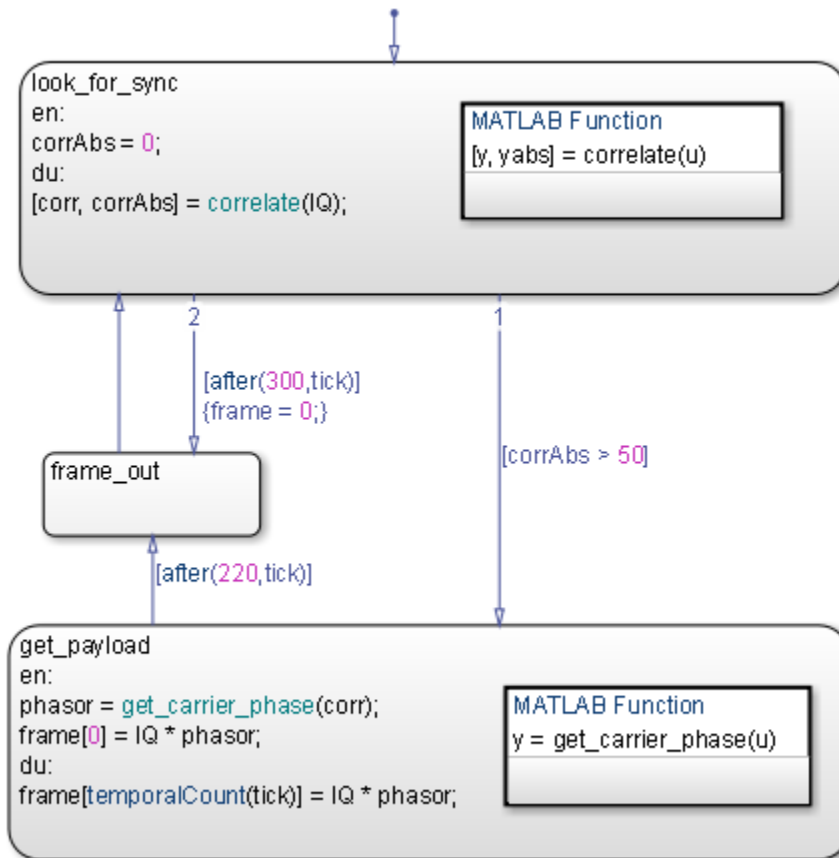 look_for_sync
en:
corrAbs = 0;
du:
[corr, corrAbs] = correlate(IQ);
MATLAB Function
[y, yabs] = correlate(u)
2
1
[after(300,tick)]
{frame = 0;}
[corrAbs > 50]
frame_out
[after(220,tick)]
get_payload
en:
phasor = get_carrier_phase(corr);
frame[0] = IQ * phasor;
du:
frame[temporalCount(tick)] = IQ * phasor;
MATLAB Function
y = get_carrier_phase(u)